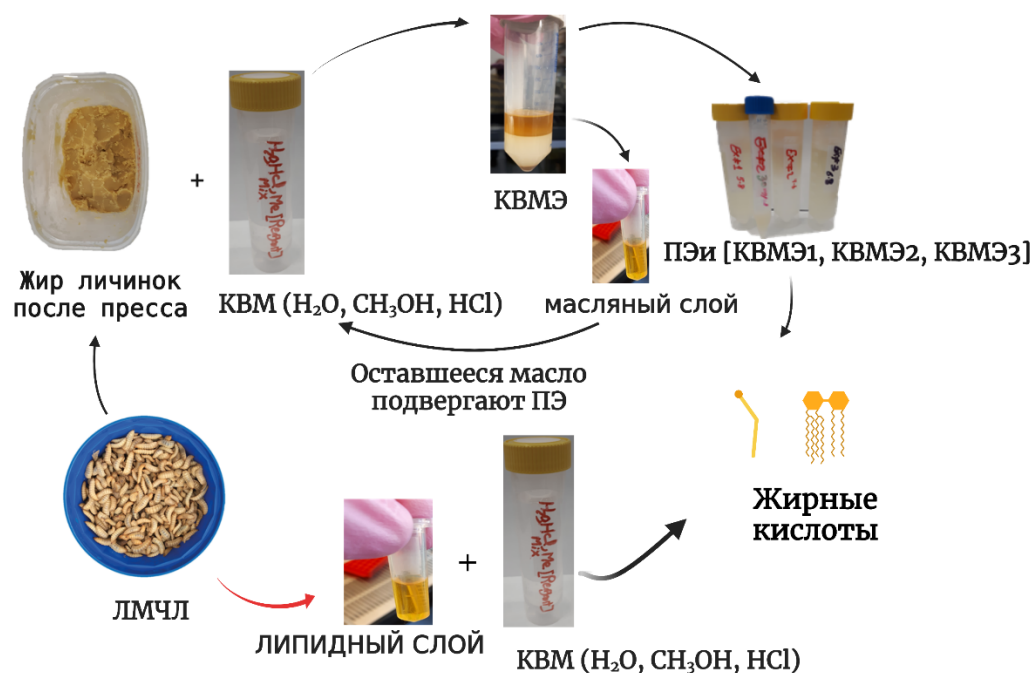 КВМЭ
ПЭи [КВМЭ1, КВМЭ2, КВМЭ3]
Жир личинок
после пресса
+
КВМ (H₂O, CH₃OH, HCl)
масляный слой
Оставшееся масло
подвергают ПЭ
Жирные
кислоты
ЛМЧЛ
ЛИПИДНЫЙ СЛОЙ
+
КВМ (H₂O, CH₃OH, HCl)